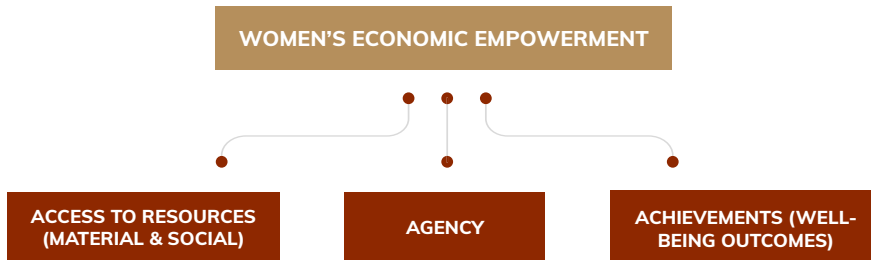 WOMEN’S ECONOMIC EMPOWERMENT
ACCESS TO RESOURCES
(MATERIAL & SOCIAL)
AGENCY
ACHIEVEMENTS (WELL-
BEING OUTCOMES)